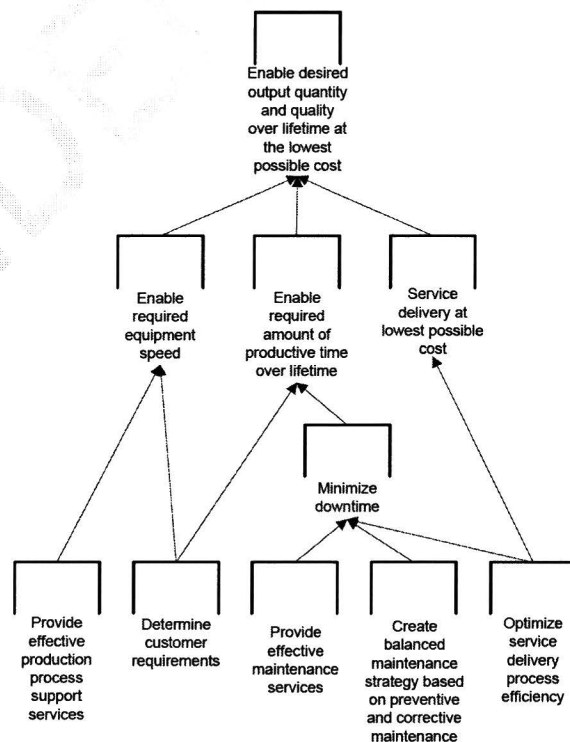 Enable desired
output quantity
and quality
over lifetime at
the lowest
possible cost
Enable
required
equipment
speed
Enable
required
amount of
productive time
over lifetime
Service
delivery at
lowest possible
cost
Minimize
downtime
Provide
effective
production
process
support
services
Determine
customer
requirements
Provide
effective
maintenance
services
Create
balanced
maintenance
strategy based
on preventive
and corrective
maintenance
Optimize
service
delivery
process
efficiency